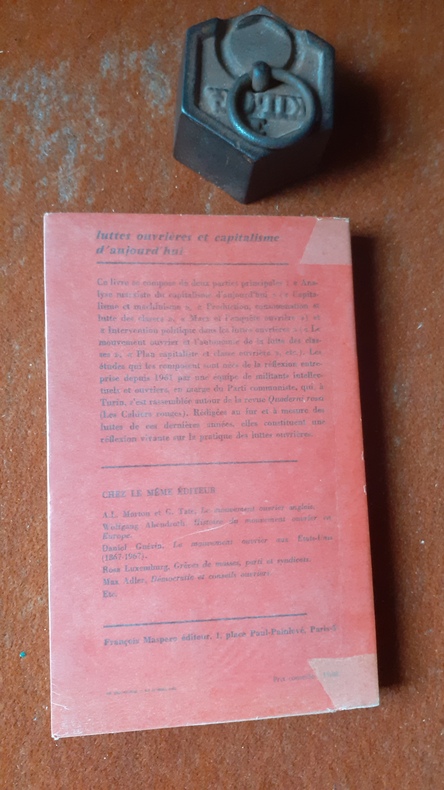 KILOG
3
luttes ouvrières et capitalisme
d'aujourd'hui
Ce livre se compose de deux parties principales : « Ana-
lyse marxiste du capitalisme d'aujourd'hui » (« Capita-
lisme et machinisme », « Production, consommation et
lutte des classes », « Marx et l'enquête ouvrière ») et
« Intervention politique dans les luttes ouvrières » (« Le
mouvement ouvrier et l'autonomie de la lutte des clas-
ses », « Plan capitaliste et classe ouvrière », etc.). Les
études qui les composent sont nées de la réflexion entre-
prise depuis 1961 par une équipe de militants intellec-
tuels et ouvriers, en marge du Parti communiste, qui, à
Turin, s'est rassemblée autour de la revue Quaderni rossi
(Les Cahiers rouges). Rédigées au fur et à mesure des
luttes de ces dernières années, elles constituent une
réflexion vivante sur la pratique des luttes ouvrières.
CHEZ LE MÊME ÉDITEUR
A.L. Morton et C. Tate, Le mouvement ouvrier anglais.
Wolfgang Abendroth, Histoire du mouvement ouvrier en
Europe.
Daniel Guérin, Le mouvement ouvrier aux États-Unis
(1867-1967).
Rosa Luxemburg, Grèves de masses, parti et syndicats.
Max Adler, Démocratie et conseils ouvriers.
Etc.
François Maspero éditeur, 1, place Paul-Painlevé, Paris-5